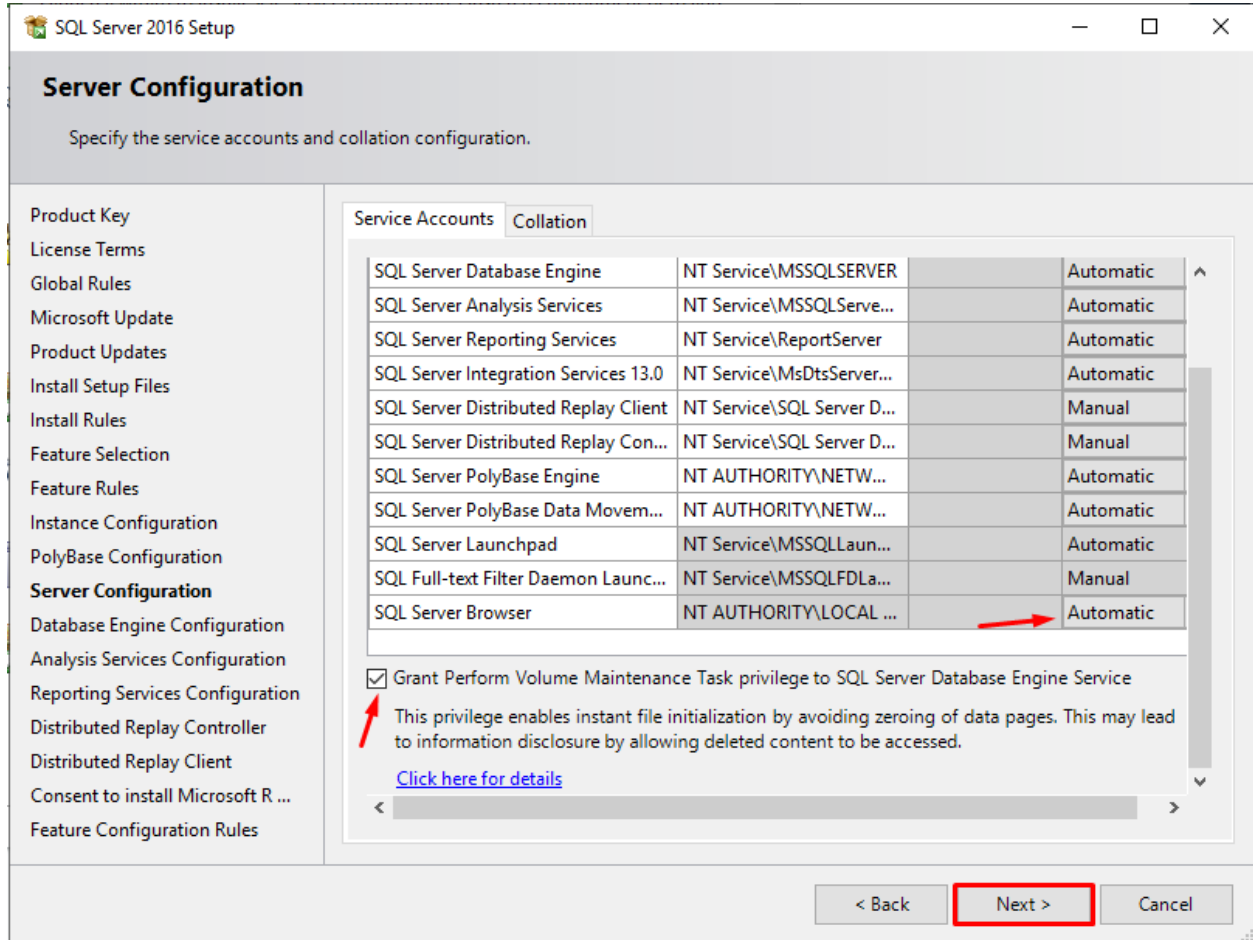 SQL Server 2016 Setup
Server Configuration
Specify the service accounts and collation configuration.
Product Key
License Terms
Global Rules
Microsoft Update
Product Updates
Install Setup Files
Install Rules
Feature Selection
Feature Rules
Instance Configuration
PolyBase Configuration
Server Configuration
Database Engine Configuration
Analysis Services Configuration
Reporting Services Configuration
Distributed Replay Controller
Distributed Replay Client
Consent to install Microsoft R ...
Feature Configuration Rules
Service Accounts Collation
SQL Server Database Engine NT Service\MSSQLSERVER Automatic
SQL Server Analysis Services NT Service\MSSQLServe... Automatic
SQL Server Reporting Services NT Service\ReportServer Automatic
SQL Server Integration Services 13.0 NT Service\MsDtsServer... Automatic
SQL Server Distributed Replay Client NT Service\SQL Server D... Manual
SQL Server Distributed Replay Con... NT Service\SQL Server D... Manual
SQL Server PolyBase Engine NT AUTHORITY\NETW... Automatic
SQL Server PolyBase Data Movem... NT AUTHORITY\NETW... Automatic
SQL Server Launchpad NT Service\MSSQLLaun... Automatic
SQL Full-text Filter Daemon Launc... NT Service\MSSQLFDLa... Manual
SQL Server Browser NT AUTHORITY\LOCAL ... Automatic
Grant Perform Volume Maintenance Task privilege to SQL Server Database Engine Service
This privilege enables instant file initialization by avoiding zeroing of data pages. This may lead
to information disclosure by allowing deleted content to be accessed.
Click here for details
< Back Next > Cancel